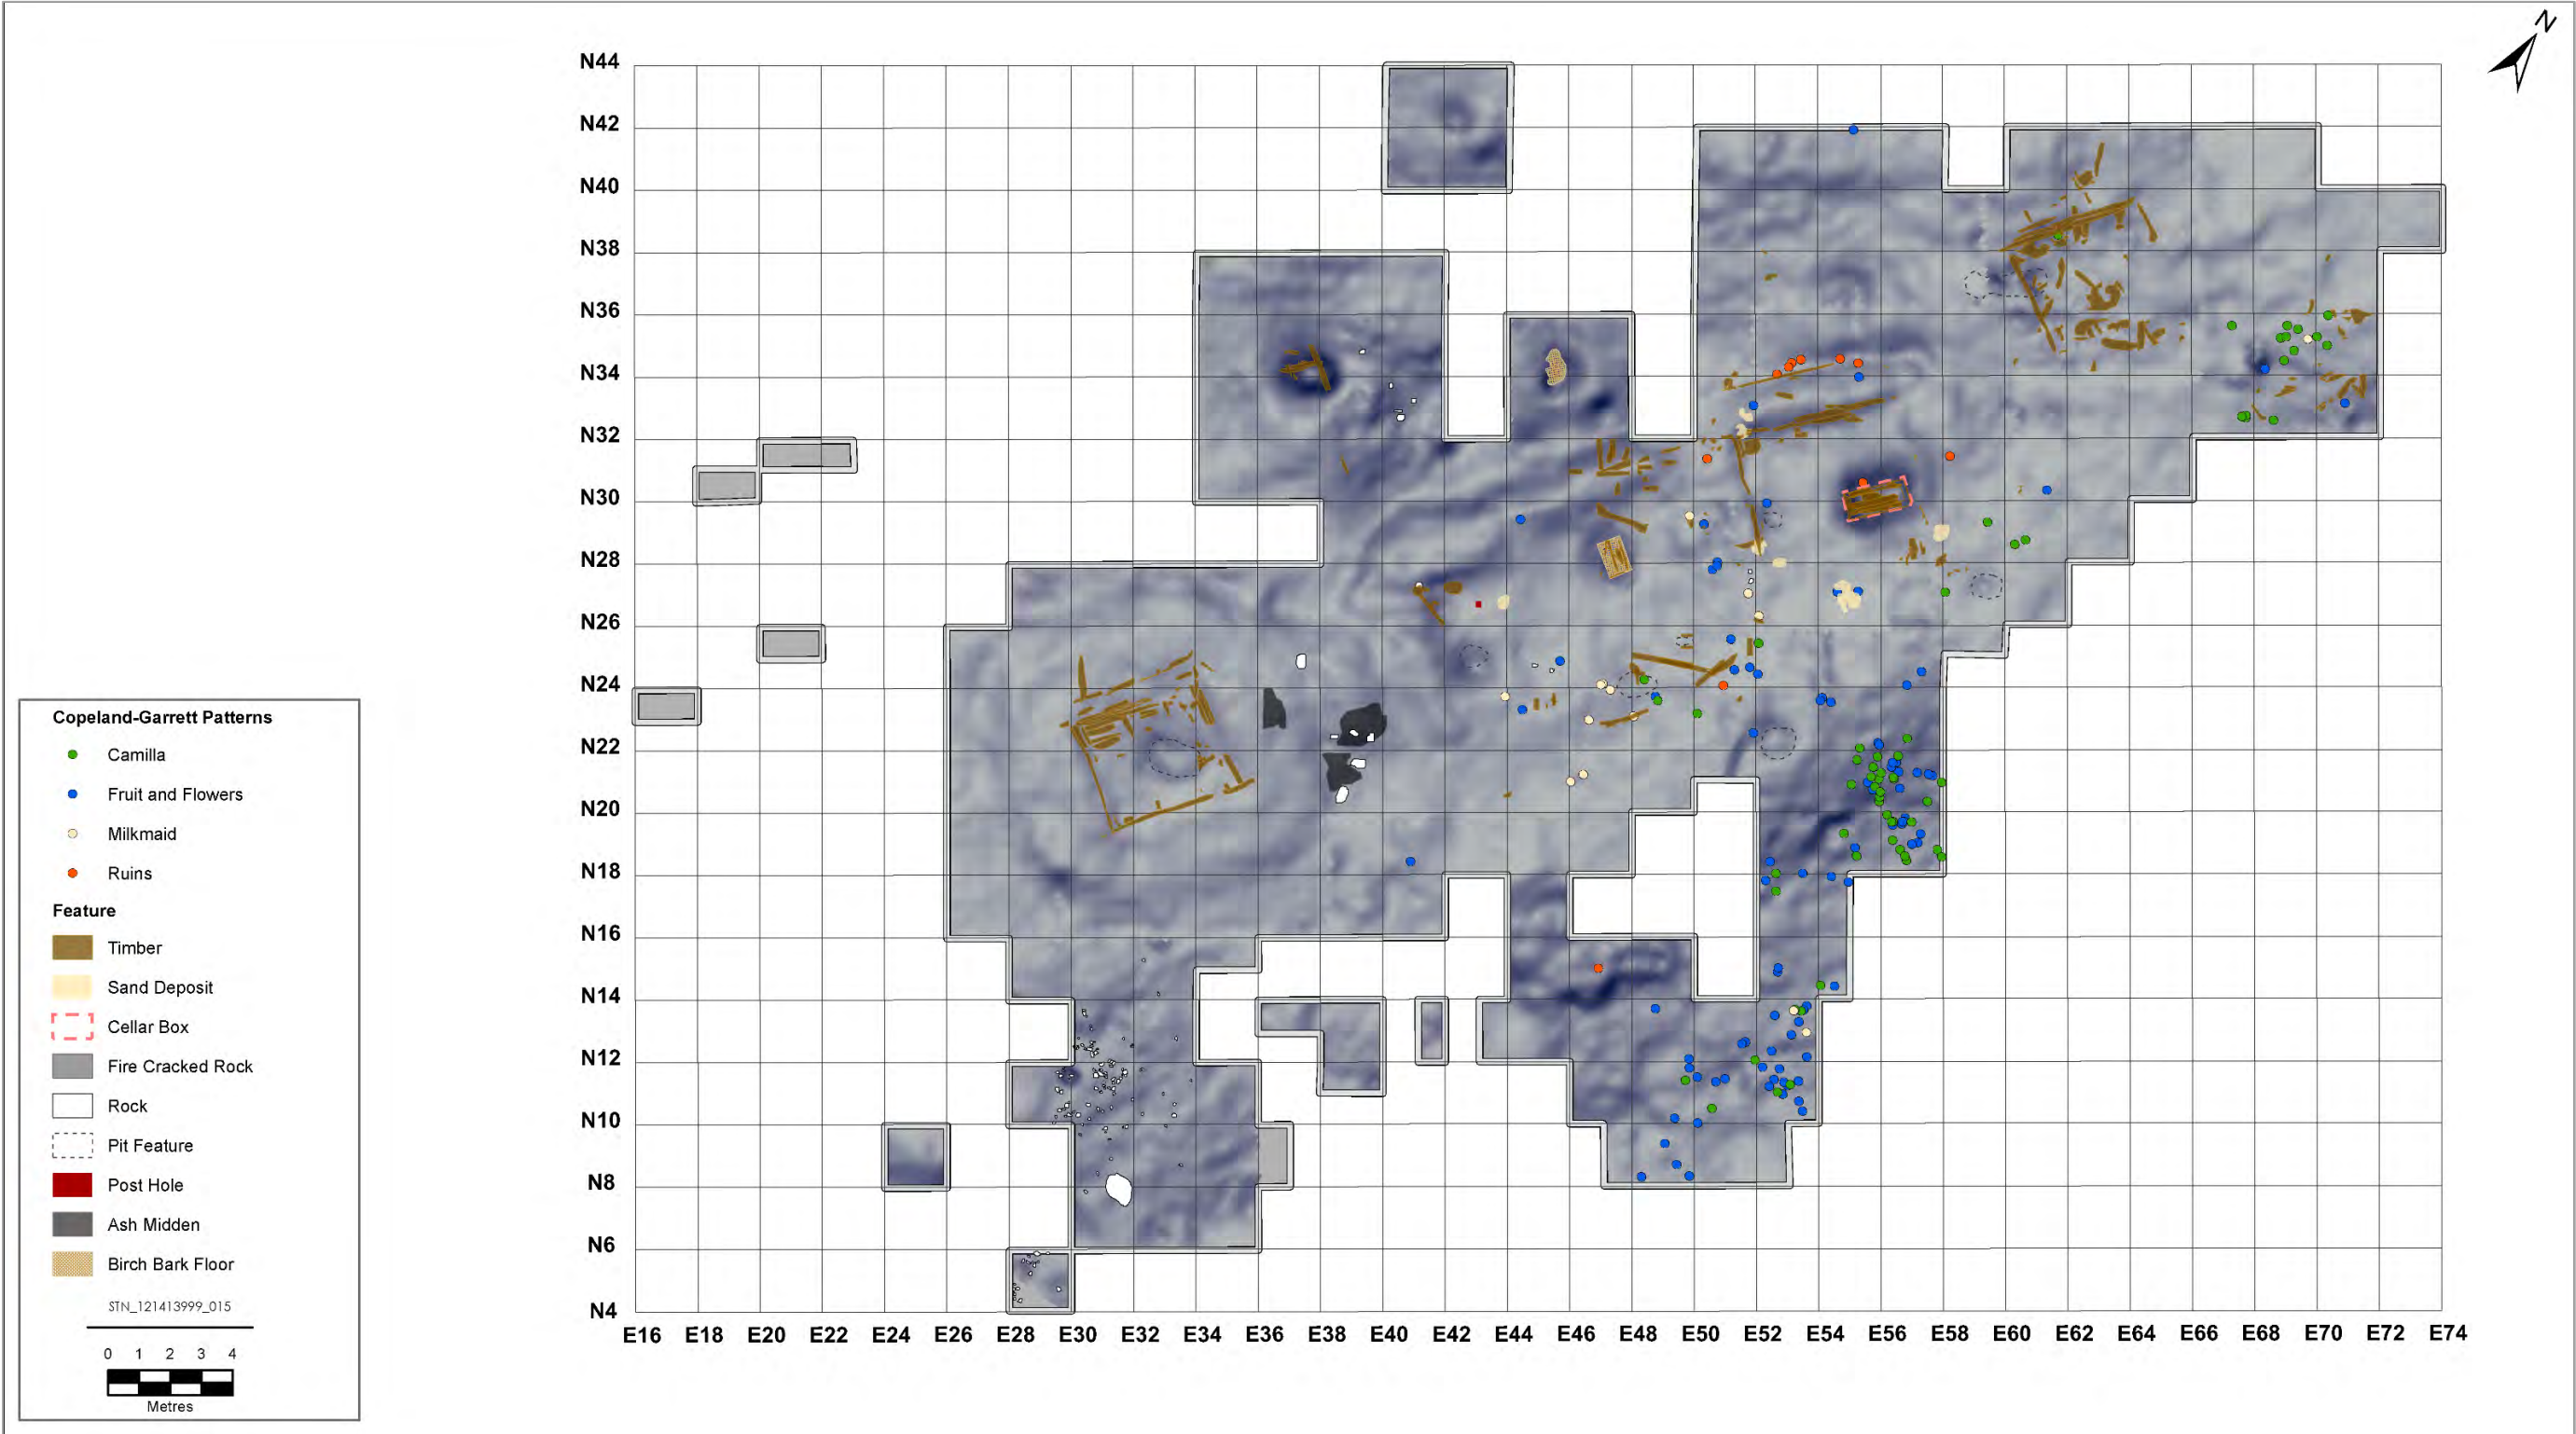 N
N44
N42
N40
N38
N36
N34
N32
N30
N28
N26
N24
N22
N20
N18
N16
N14
N12
N10
N8
N6
N4
E16 E18 E20 E22 E24 E26 E28 E30 E32 E34 E36 E38 E40 E42 E44 E46 E48 E50 E52 E54 E56 E58 E60 E62 E64 E66 E68 E70 E72 E74
Copeland-Garrett Patterns
Camilla
Fruit and Flowers
Milkmaid
Ruins
Feature
Timber
Sand Deposit
Cellar Box
Fire Cracked Rock
Rock
Pit Feature
Post Hole
Ash Midden
Birch Bark Floor
STN_121413999_015
0 1 2 3 4
Metres